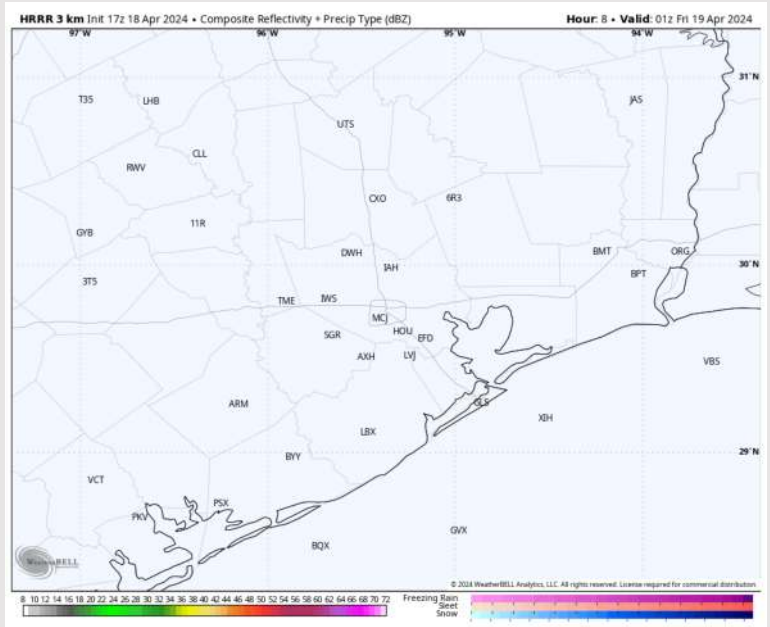 HRRR 3 km Init 17z 18 Apr 2024 • Composite Reflectivity + Precip Type (dBZ) Hour: 8 • Valid: 01z Fri 19 Apr 2024
97°W 96°W 95°W 94°W
31°N
T35 LHB JAS
UTS
CLL
RWV
CXO 6R3
11R
GYB
DWH BMT ORG
IAH 30°N
BPT
3T5
TME IWS
MCJ
SGR HOU EFD
AXH LVJ
VBS
ARM GLS
XIH
LBX
BYY 29°N
VCT
PSX
PKV
GVX
BQX
WeatherBELL
© 2024 WeatherBELL Analytics, LLC. All rights reserved. License required for commercial distribution.
8 10 12 14 16 18 20 22 24 26 28 30 32 34 36 38 40 42 44 46 48 50 52 54 56 58 60 62 64 66 68 70 72
Freezing Rain
Sleet
Snow